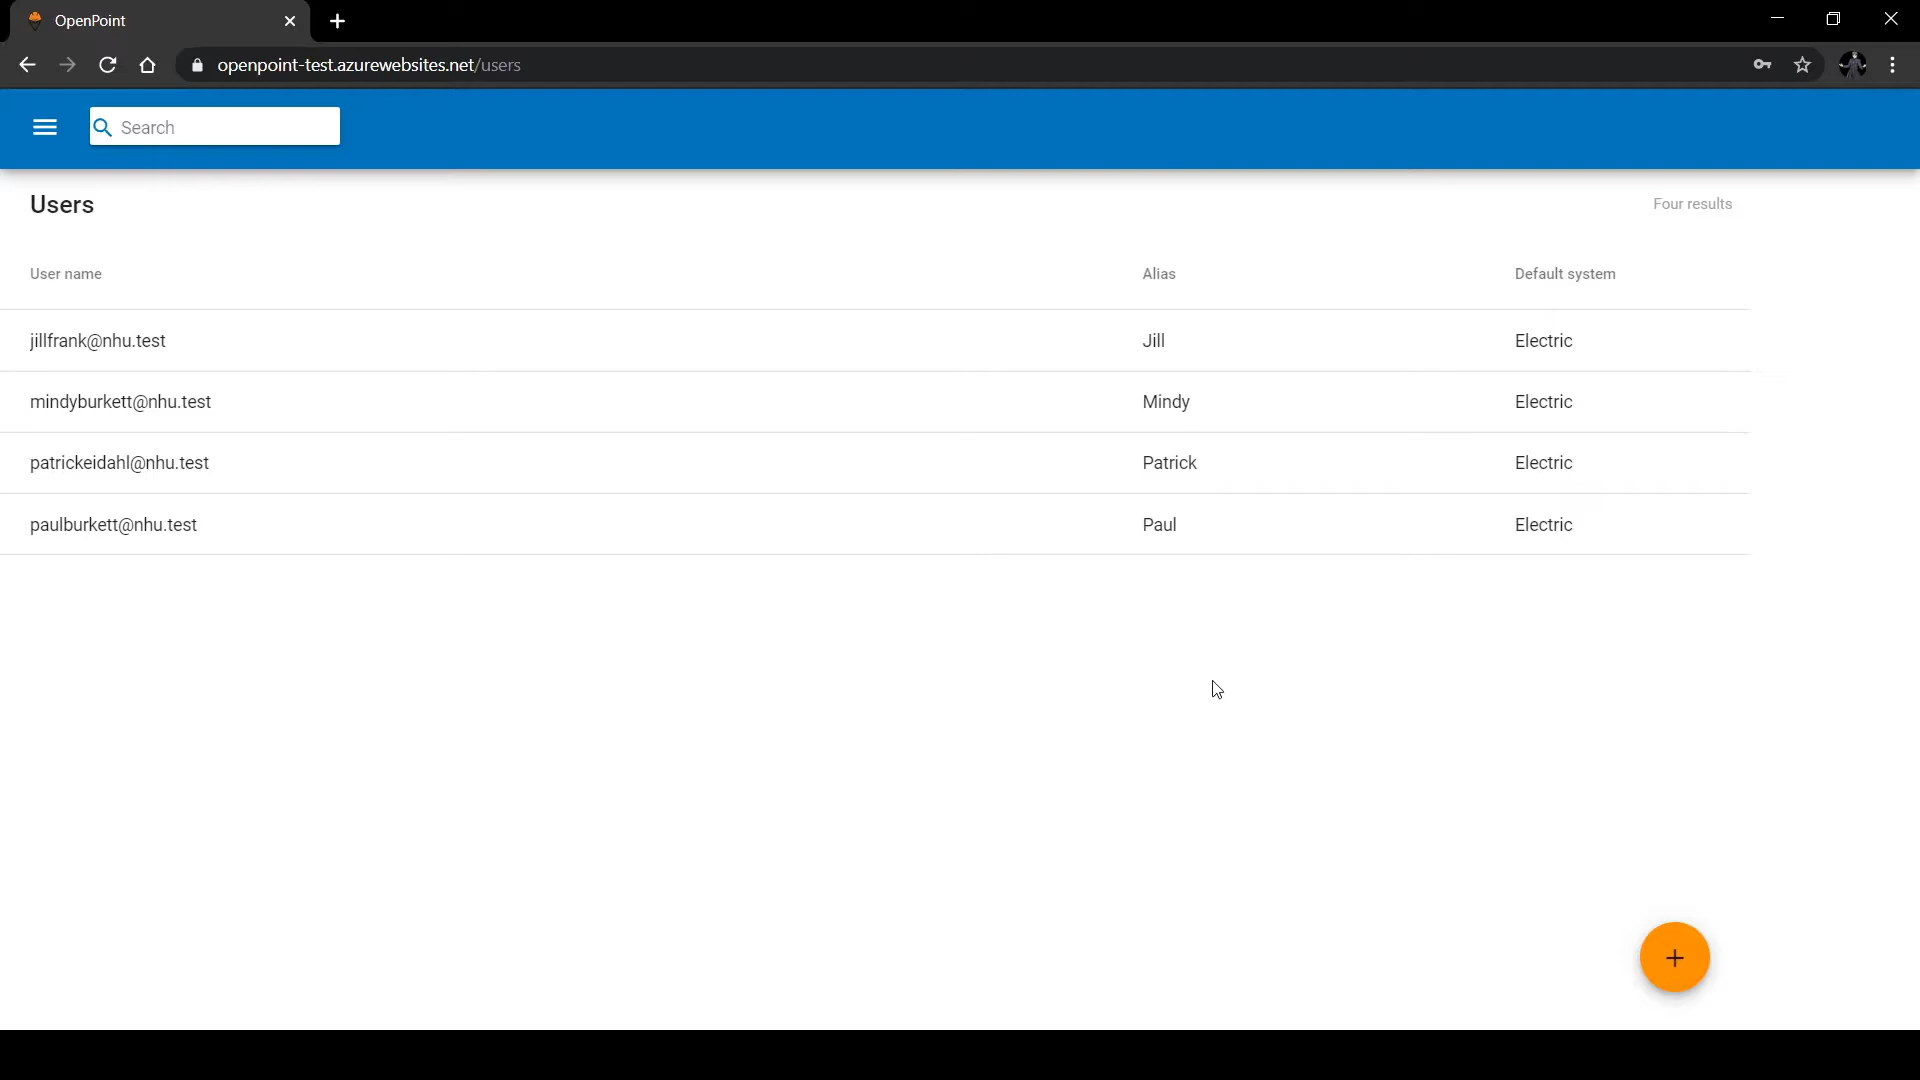 OpenPoint
openpoint-test.azurewebsites.net/users
Search
Users
Four results
User name Alias Default system
jillfrank@nhu.test Jill Electric
mindyburkett@nhu.test Mindy Electric
patrickeidahl@nhu.test Patrick Electric
paulburkett@nhu.test Paul Electric